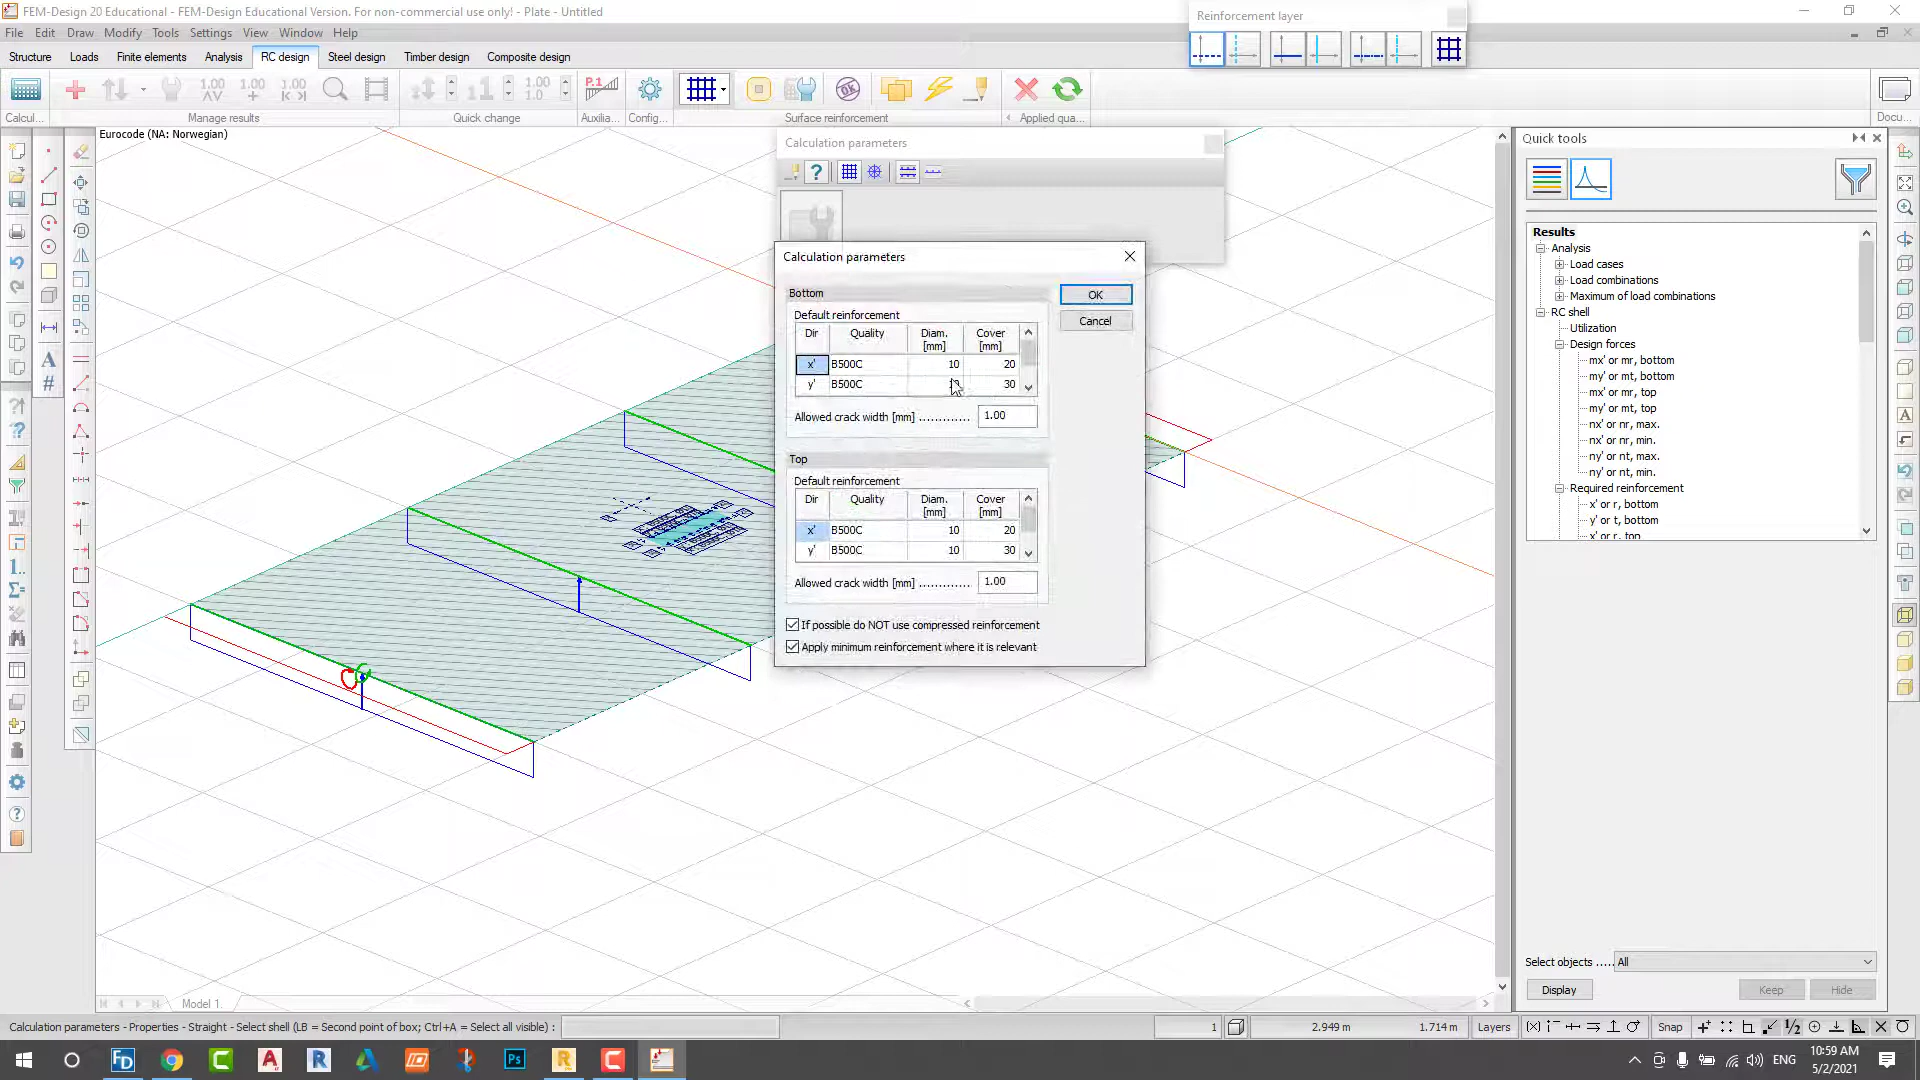 FEM-Design 20 Educational - FEM-Design Educational Version. For non-commercial use only! - Plate - Untitled
File Edit Draw Modify Tools Settings View Window Help
Structure Loads Finite elements Analysis RC design Steel design Timber design Composite design
Calcul... Manage results Quick change Auxilia... Config... Surface reinforcement Applied qua... Docu...
Reinforcement layer
Eurocode (NA: Norwegian)
Calculation parameters
Calculation parameters
OK
Cancel
Bottom
Default reinforcement
Dir Quality Diam. [mm] Cover [mm]
x' B500C 10 20
y' B500C 30
Allowed crack width [mm] ............. 1.00
Top
Default reinforcement
Dir Quality Diam. [mm] Cover [mm]
x' B500C 10 20
y' B500C 10 30
Allowed crack width [mm] ............. 1.00
If possible do NOT use compressed reinforcement
Apply minimum reinforcement where it is relevant
Quick tools
Results
Analysis
Load cases
Load combinations
Maximum of load combinations
RC shell
Utilization
Design forces
mx' or mr, bottom
my' or mt, bottom
mx' or mr, top
my' or mt, top
nx' or nr, max.
nx' or nr, min.
ny' or nt, max.
ny' or nt, min.
Required reinforcement
x' or r, bottom
y' or t, bottom
x' or r, top
Select objects ..... All
Display Keep Hide
Model 1.
Calculation parameters - Properties - Straight - Select shell (LB = Second point of box; Ctrl+A = Select all visible) :
1 2.949 m 1.714 m Layers Snap
ENG
10:59 AM
5/2/2021